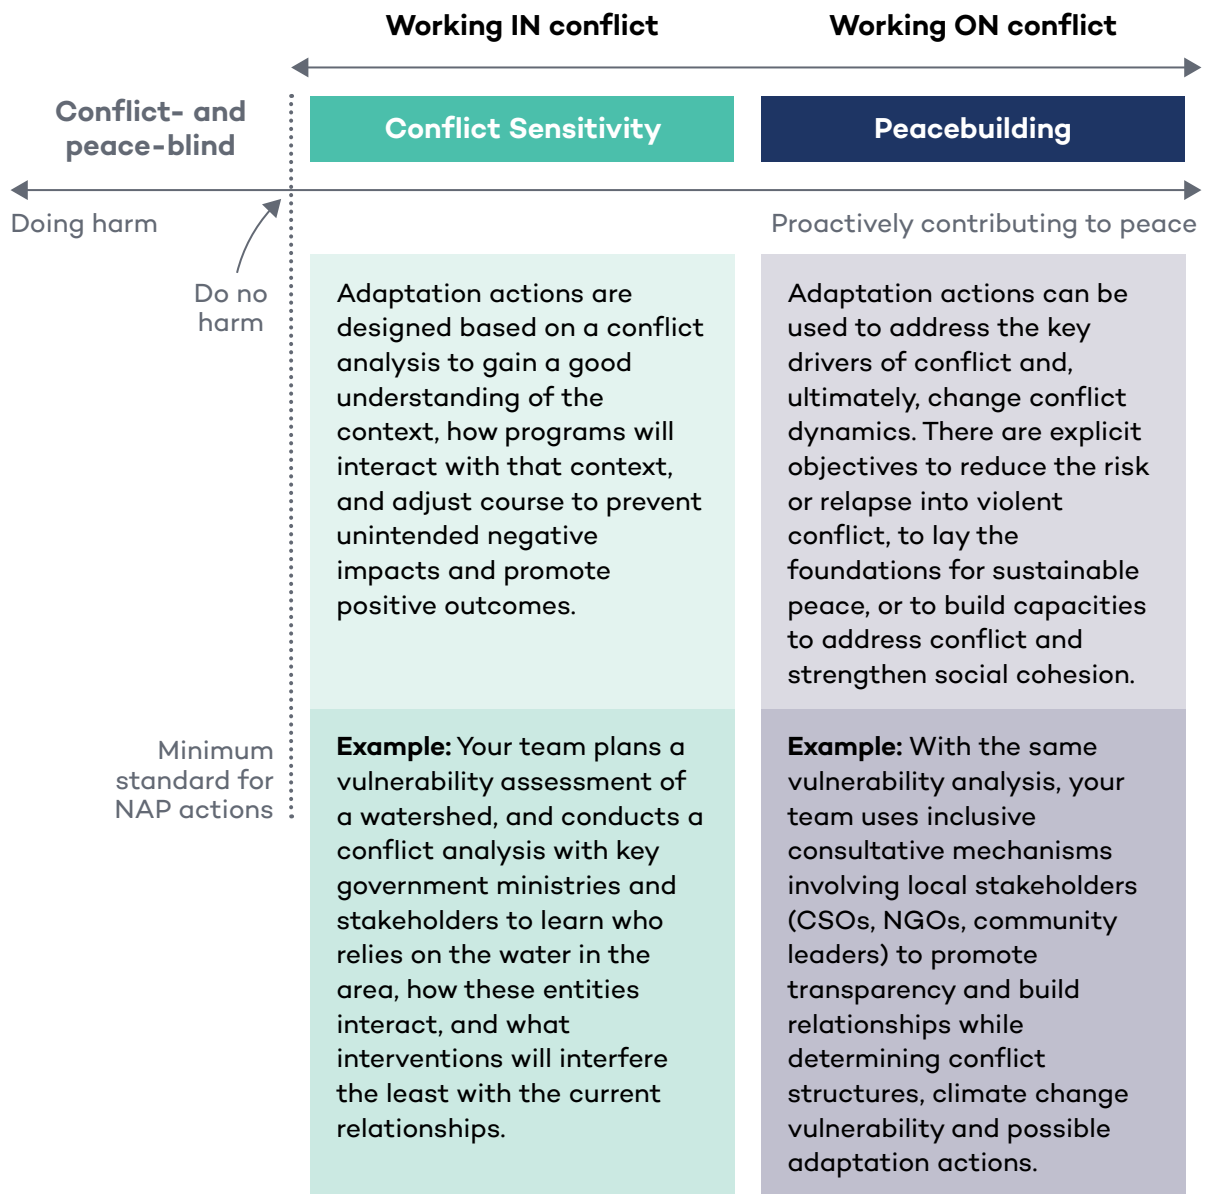 Working IN conflict
Working ON conflict
Conflict- and
peace-blind
Conflict Sensitivity
Peacebuilding
Doing harm
Proactively contributing to peace
Do no
harm
Adaptation actions are
designed based on a conflict
analysis to gain a good
understanding of the
context, how programs will
interact with that context,
and adjust course to prevent
unintended negative
impacts and promote
positive outcomes.
Adaptation actions can be
used to address the key
drivers of conflict and,
ultimately, change conflict
dynamics. There are explicit
objectives to reduce the risk
or relapse into violent
conflict, to lay the
foundations for sustainable
peace, or to build capacities
to address conflict and
strengthen social cohesion.
Minimum
standard for
NAP actions
Example: Your team plans a
vulnerability assessment of
a watershed, and conducts a
conflict analysis with key
government ministries and
stakeholders to learn who
relies on the water in the
area, how these entities
interact, and what
interventions will interfere
the least with the current
relationships.
Example: With the same
vulnerability analysis, your
team uses inclusive
consultative mechanisms
involving local stakeholders
(CSOs, NGOs, community
leaders) to promote
transparency and build
relationships while
determining conflict
structures, climate change
vulnerability and possible
adaptation actions.